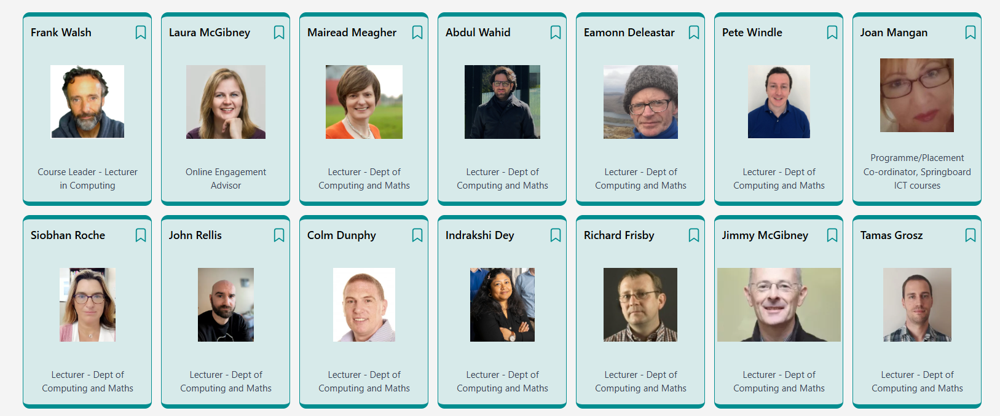 Frank Walsh
Laura McGibney
Mairead Meagher
Abdul Wahid
Eamonn Deleastar
Pete Windle
Joan Mangan
Course Leader - Lecturer
in Computing
Online Engagement
Advisor
Lecturer - Dept of
Computing and Maths
Lecturer - Dept of
Computing and Maths
Lecturer - Dept of
Computing and Maths
Lecturer - Dept of
Computing and Maths
Programme/Placement
Co-ordinator, Springboard
ICT courses
Siobhan Roche
John Rellis
Colm Dunphy
Indrakshi Dey
Richard Frisby
Jimmy McGibney
Tamas Grosz
Lecturer - Dept of
Computing and Maths
Lecturer - Dept of
Computing and Maths
Lecturer - Dept of
Computing and Maths
Lecturer - Dept of
Computing and Maths
Lecturer - Dept of
Computing and Maths
Lecturer - Dept of
Computing and Maths
Lecturer - Dept of
Computing and Maths